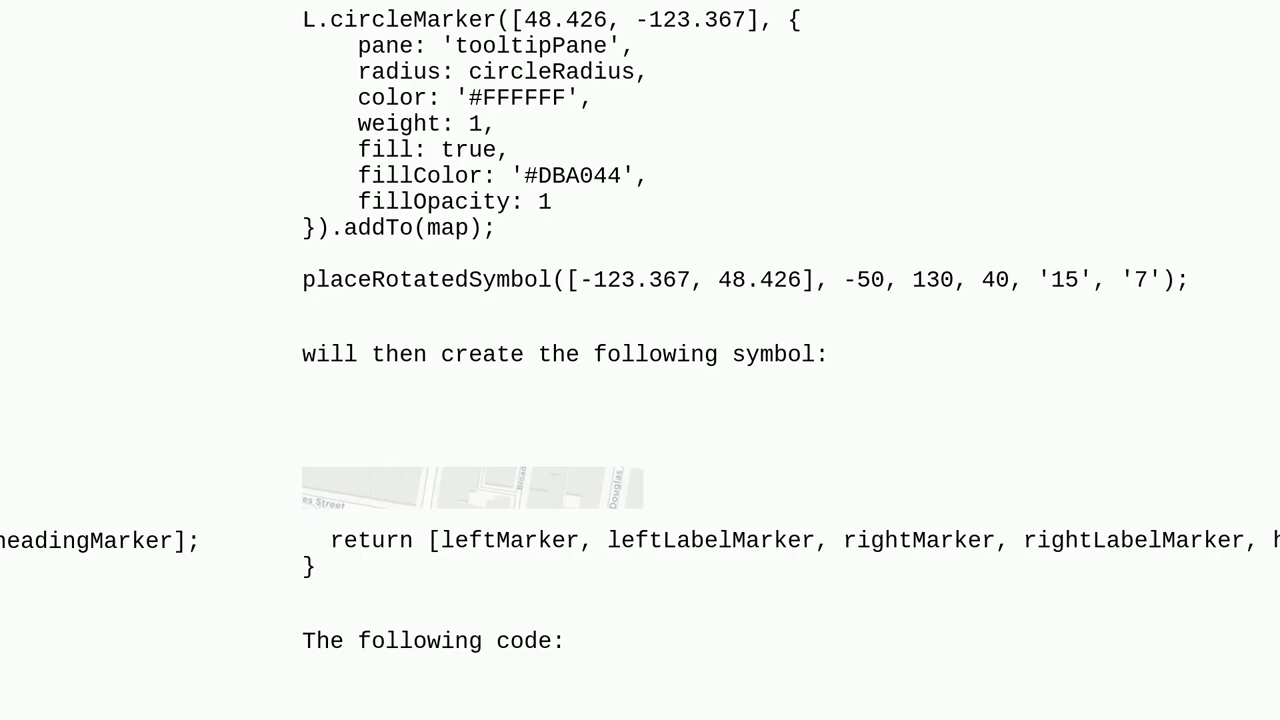 L.circleMarker([48.426, -123.367], {
    pane: 'tooltipPane',
    radius: circleRadius,
    color: '#FFFFFF',
    weight: 1,
    fill: true,
    fillColor: '#DBA044',
    fillOpacity: 1
}).addTo(map);
placeRotatedSymbol([-123.367, 48.426], -50, 130, 40, '15', '7');
will then create the following symbol:
es Street
Broad
Douglas
headingMarker];
return [leftMarker, leftLabelMarker, rightMarker, rightLabelMarker, h
}
The following code: